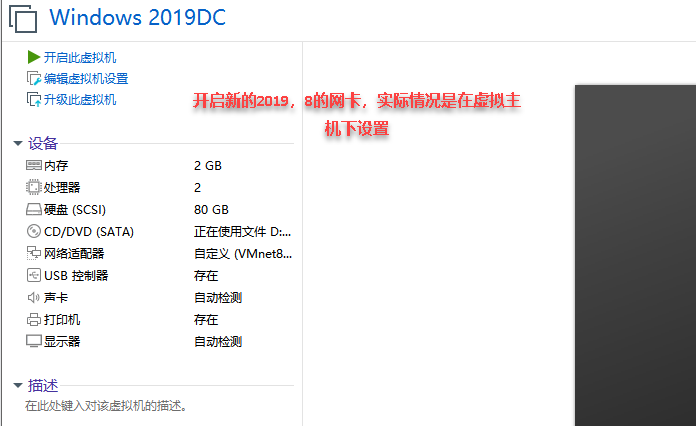 Windows 2019DC
开启此虚拟机
编辑虚拟机设置
升级此虚拟机
开启新的2019，8的网卡，实际情况是在虚拟主
机下设置
设备
内存 2 GB
处理器 2
硬盘 (SCSI) 80 GB
CD/DVD (SATA) 正在使用文件 D:...
网络适配器 自定义 (VMnet8...
USB 控制器 存在
声卡 自动检测
打印机 存在
显示器 自动检测
描述
在此处键入对该虚拟机的描述。